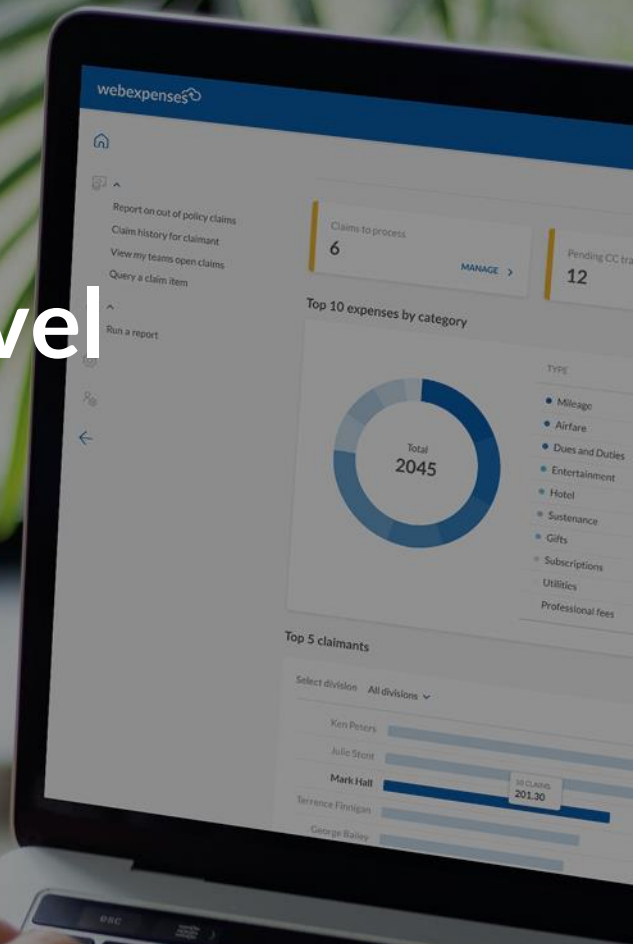 webexpenses
Report on out of policy claims
Claim history for claimant
View my teams open claims
Query a claim item
Run a report
vel
Claims to process
6
MANAGE >
Pending CC tra
12
Top 10 expenses by category
Total
2045
TYPE
Mileage
Airfare
Dues and Duties
Entertainment
Hotel
Sustenance
Gifts
Subscriptions
Utilities
Professional fees
Top 5 claimants
Select division All divisions
Ken Peters
Julie Stent
Mark Hall
10 CLAIMS
201.30
Terrence Finnigan
George Bailey
esc